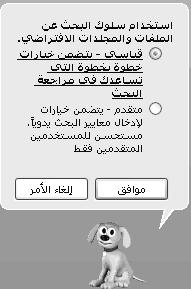 استخدام سلوك البحث عن
الملفات والمجلدات الافتراضي.
قياسي - يتضمن خيارات
خطوة بخطوة التي
تساعدك في مراجعة
البحث
متقدم - يتضمن خيارات
لإدخال معايير البحث يدوياً.
مستحسن للمستخدمين
المتقدمين فقط
موافق
إلغاء الأمر